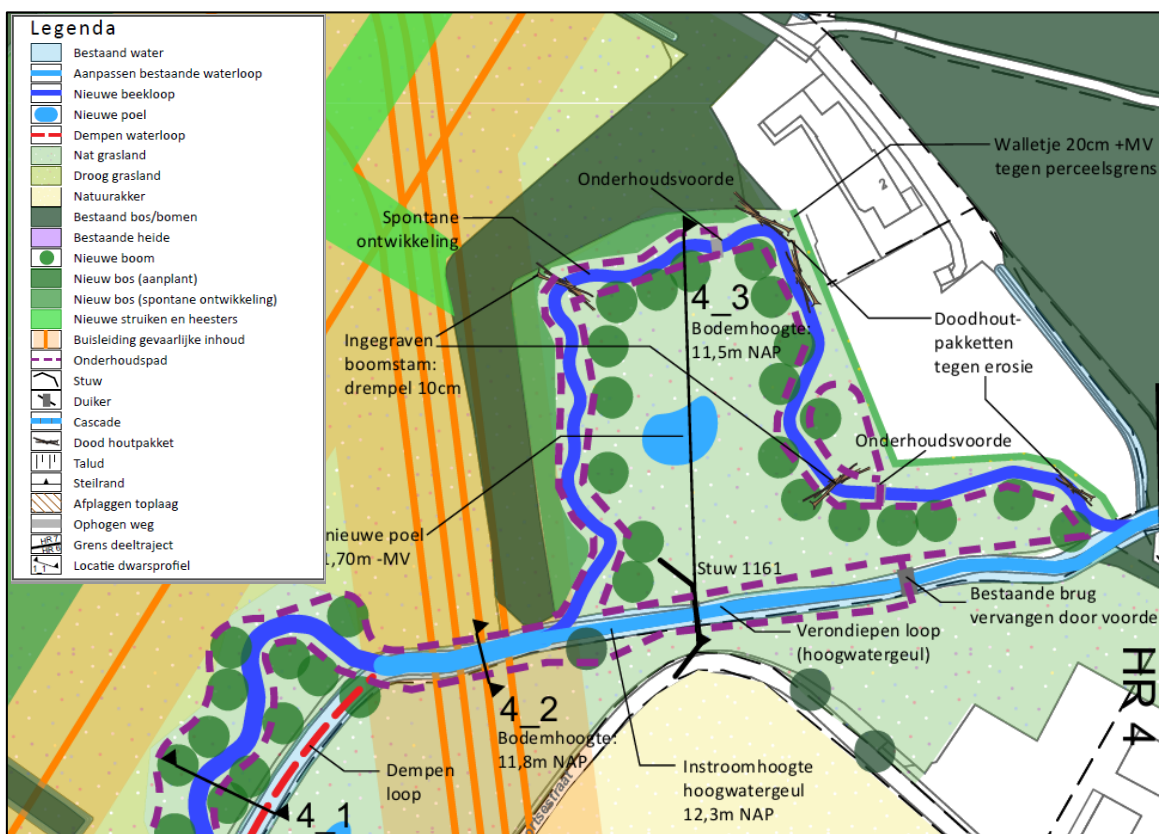 Legenda
Bestaand water
Aanpassen bestaande waterloop
Nieuwe beekloop
Nieuwe poel
Dempen waterloop
Nat grasland
Droog grasland
Natuurakker
Bestaand bos/bomen
Bestaande heide
Nieuwe boom
Nieuw bos (aanplant)
Nieuw bos (spontane ontwikkeling)
Nieuwe struiken en heesters
Buisleiding gevaarlijke inhoud
Onderhoudspad
Stuw
Duiker
Cascade
Dood houtpakket
Talud
Steilrand
Afplaggen toplaag
Ophogen weg
HR 7
HR 6
Grens deeltraject
1_1
Locatie dwarsprofiel
Walletje 20cm +MV
tegen perceelsgrens
Onderhoudsvoorde
2
Spontane
ontwikkeling
4_3
Bodemhoogte:
11,5m NAP
Ingegraven
boomstam:
drempel 10cm
Doodhout-
pakketten
tegen erosie
Onderhoudsvoorde
nieuwe poel
1,70m -MV
Stuw 1161
Bestaande brug
vervangen door voorde
Verondiepen loop
(hoogwatergeul)
HR 4
4_2
Bodemhoogte:
11,8m NAP
Dempen
loop
Instroomhoogte
hoogwatergeul
12,3m NAP
4_1